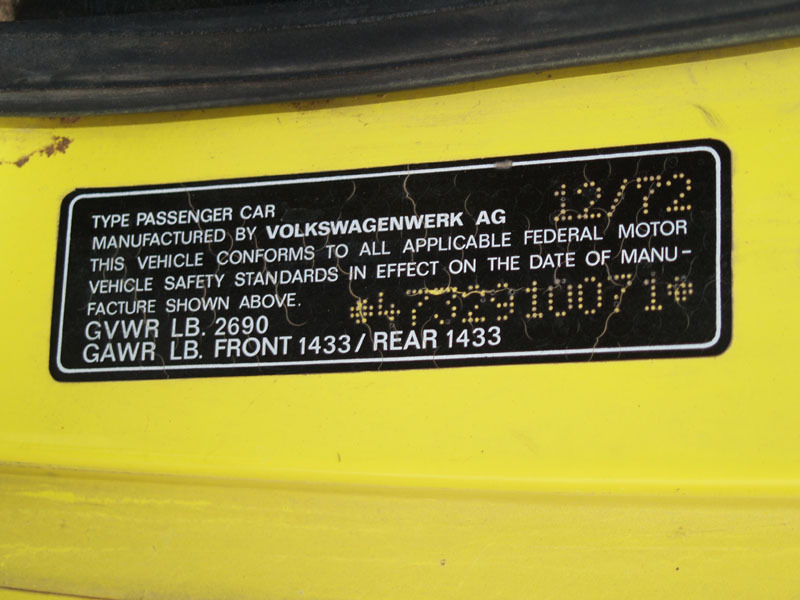 12/72
TYPE PASSENGER CAR
MANUFACTURED BY VOLKSWAGENWERK AG
THIS VEHICLE CONFORMS TO ALL APPLICABLE FEDERAL MOTOR
VEHICLE SAFETY STANDARDS IN EFFECT ON THE DATE OF MANU-
FACTURE SHOWN ABOVE.
*4732910071*
GVWR LB. 2690
GAWR LB. FRONT 1433 / REAR 1433